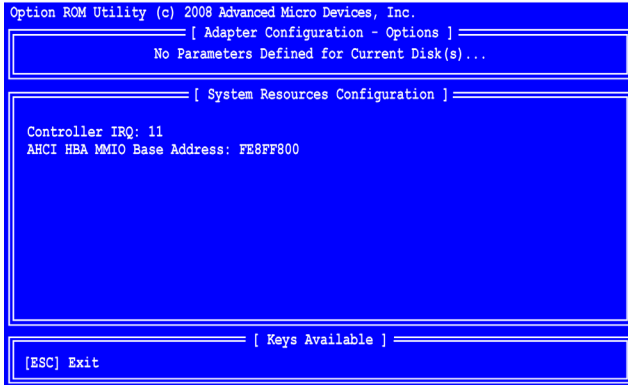 Option ROM Utility (c) 2008 Advanced Micro Devices, Inc.
[ Adapter Configuration - Options ]
No Parameters Defined for Current Disk(s)...
[ System Resources Configuration ]
Controller IRQ: 11
AHCI HBA MMIO Base Address: FE8FF800
[ Keys Available ]
[ESC] Exit